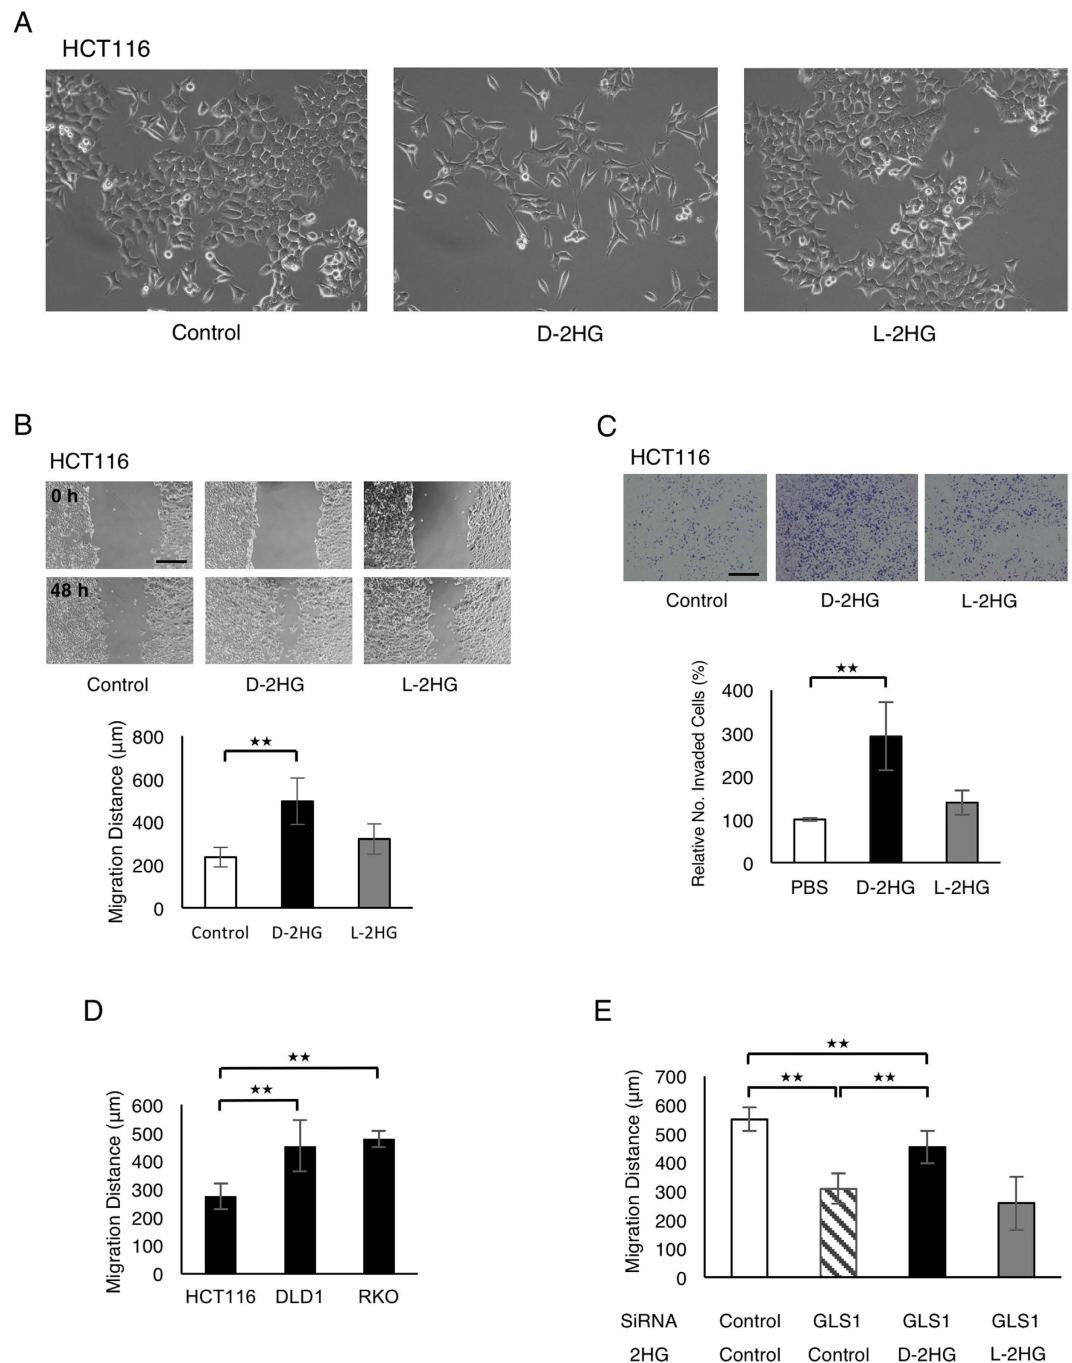 A
HCT116
Control D-2HG L-2HG
B
HCT116
0 h
48 h
Control D-2HG L-2HG
Migration Distance (μm)
800
600
400
200
0
★★
Control D-2HG L-2HG
C
HCT116
Control D-2HG L-2HG
Relative No. Invaded Cells (%)
400
300
200
100
0
★★
PBS D-2HG L-2HG
D
Migration Distance (μm)
600
500
400
300
200
100
0
★★
★★
HCT116 DLD1 RKO
E
Migration Distance (μm)
700
600
500
400
300
200
100
0
★★
★★ ★★
SiRNA Control GLS1 GLS1 GLS1
2HG Control Control D-2HG L-2HG